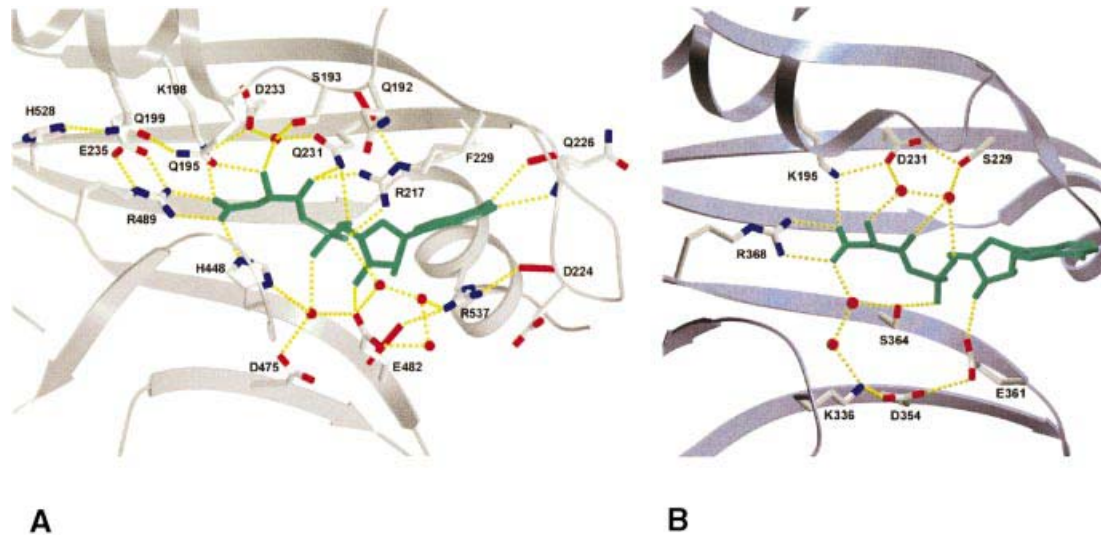 S193
Q192
K198
D233
H528
Q199
E235
Q195
Q231
F229
Q226
R217
R489
H448
D224
R537
D475
E482
D231
S229
K195
R368
S364
E361
K336
D354
A
B